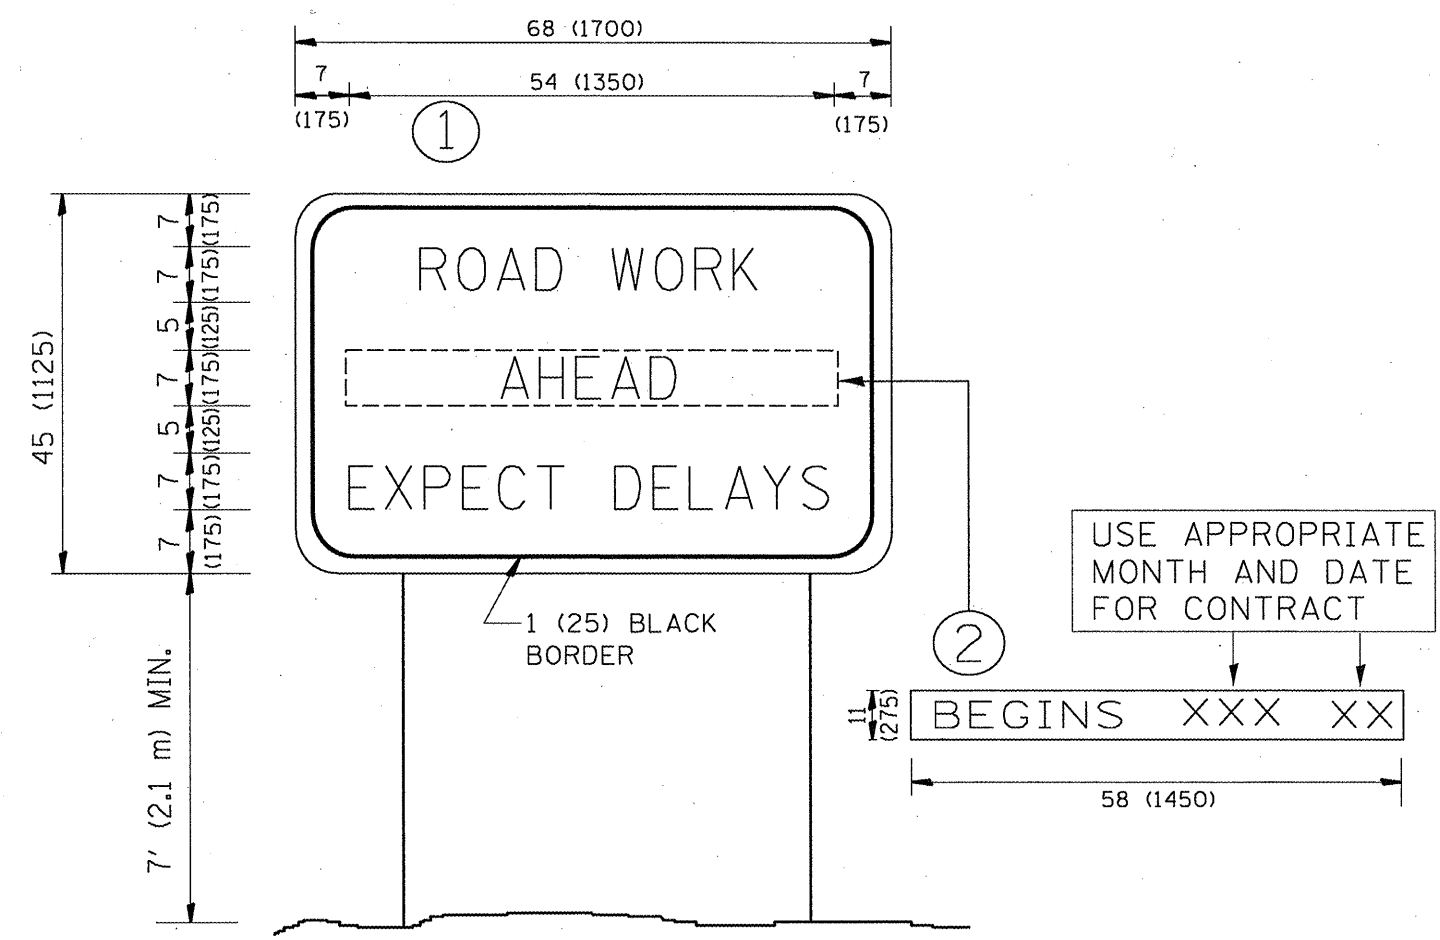 68 (1700)
7
54 (1350)
7
(175)
(175)
1
7
(175)
7
(175)
5
(125)
7
(175)
5
(125)
7
(175)
7
(175)
45 (1125)
ROAD WORK
AHEAD
EXPECT DELAYS
1 (25) BLACK
BORDER
7' (2.1 m) MIN.
USE APPROPRIATE
MONTH AND DATE
FOR CONTRACT
2
11
(275)
BEGINS XXX XX
58 (1450)